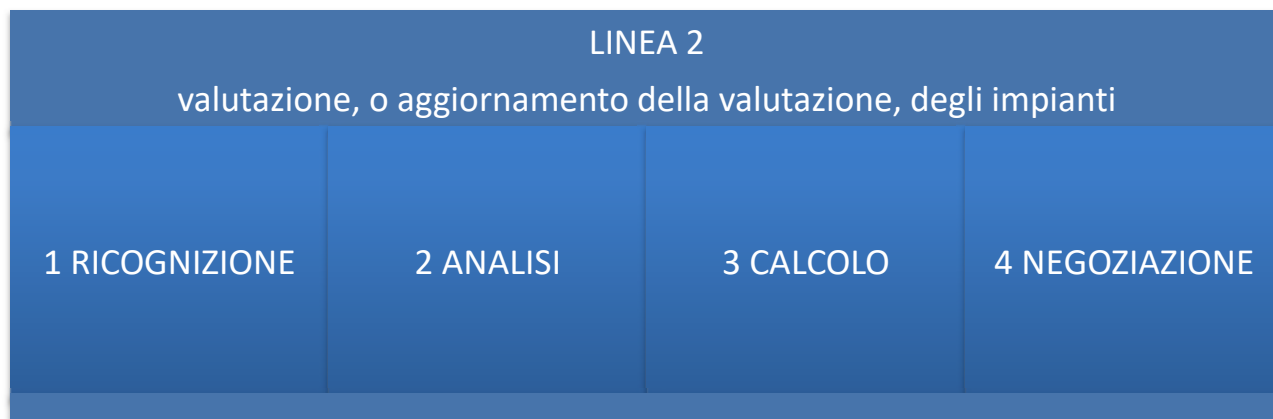 LINEA 2
valutazione, o aggiornamento della valutazione, degli impianti
1 RICOGNIZIONE
2 ANALISI
3 CALCOLO
4 NEGOZIAZIONE